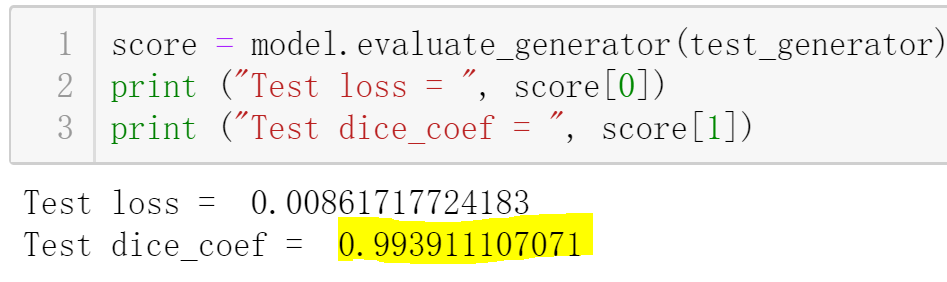 1 score = model.evaluate_generator(test_generator)
2 print ("Test loss = ", score[0])
3 print ("Test dice_coef = ", score[1])
Test loss =  0.00861717724183
Test dice_coef =  0.993911107071